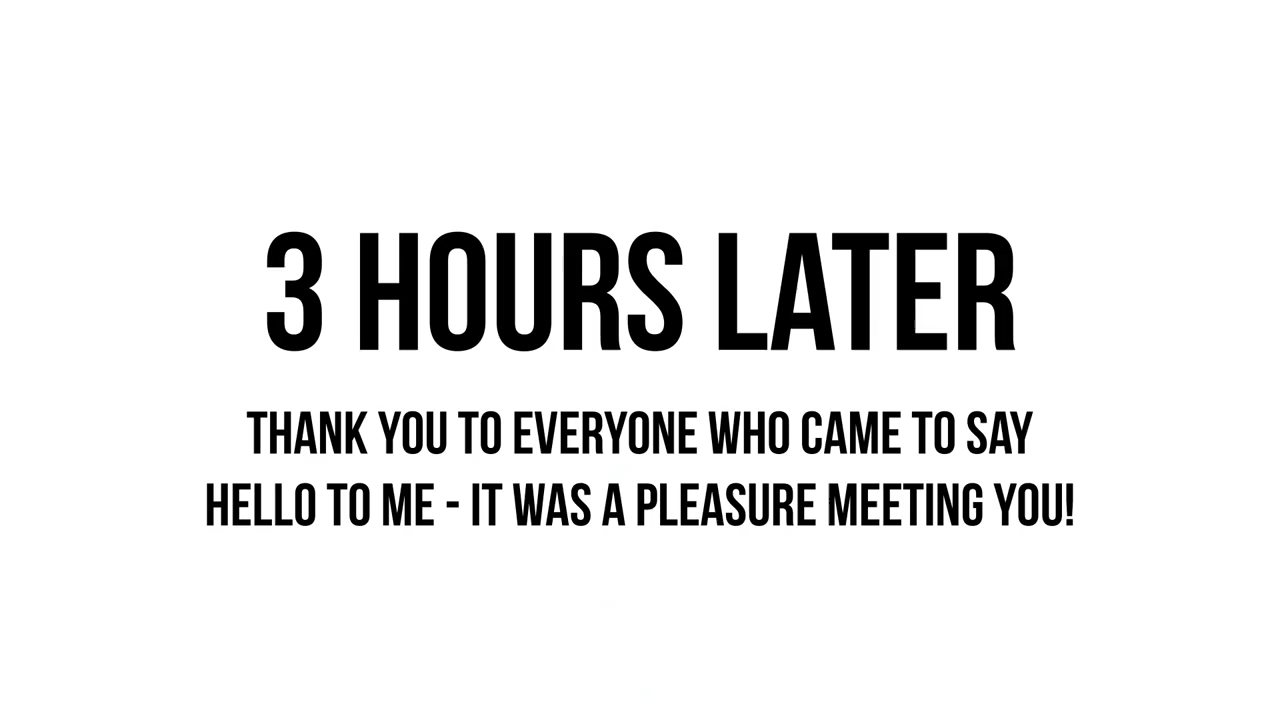 3 HOURS LATER
THANK YOU TO EVERYONE WHO CAME TO SAY
HELLO TO ME - IT WAS A PLEASURE MEETING YOU!